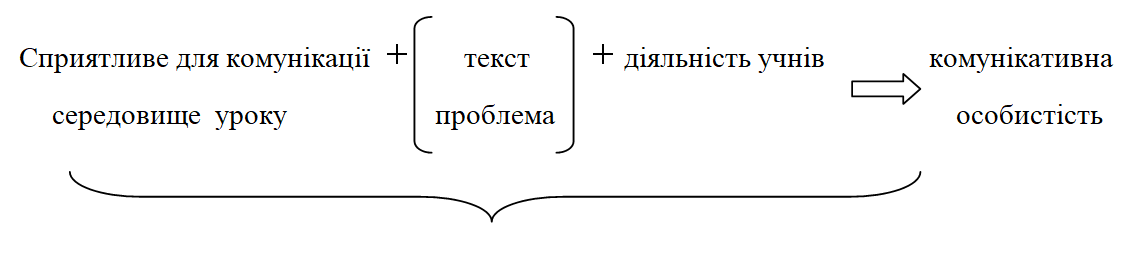 Сприятливе для комунікації + текст + діяльність учнів комунікативна
середовище уроку проблема особистість